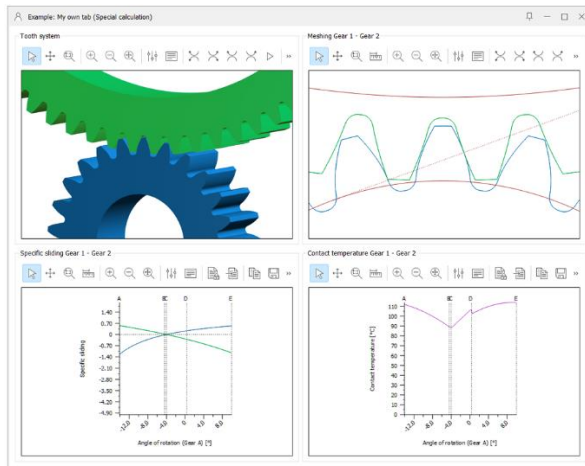 Example: My own tab (Special calculation)
Tooth system
Meshing Gear 1 - Gear 2
Specific sliding Gear 1 - Gear 2
A BC D E
1.40
0.70
0
-0.70
-1.40
-2.10
-2.80
-3.50
-4.20
-4.90
Specific sliding
-12.0 -8.0 -4.0 0 4.0 8.0
Angle of rotation (Gear A) [°]
Contact temperature Gear 1 - Gear 2
A BC D E
110
100
90
80
70
60
50
40
30
20
10
0
Contact temperature [°C]
-12.0 -8.0 -4.0 0 4.0 8.0
Angle of rotation (Gear A) [°]